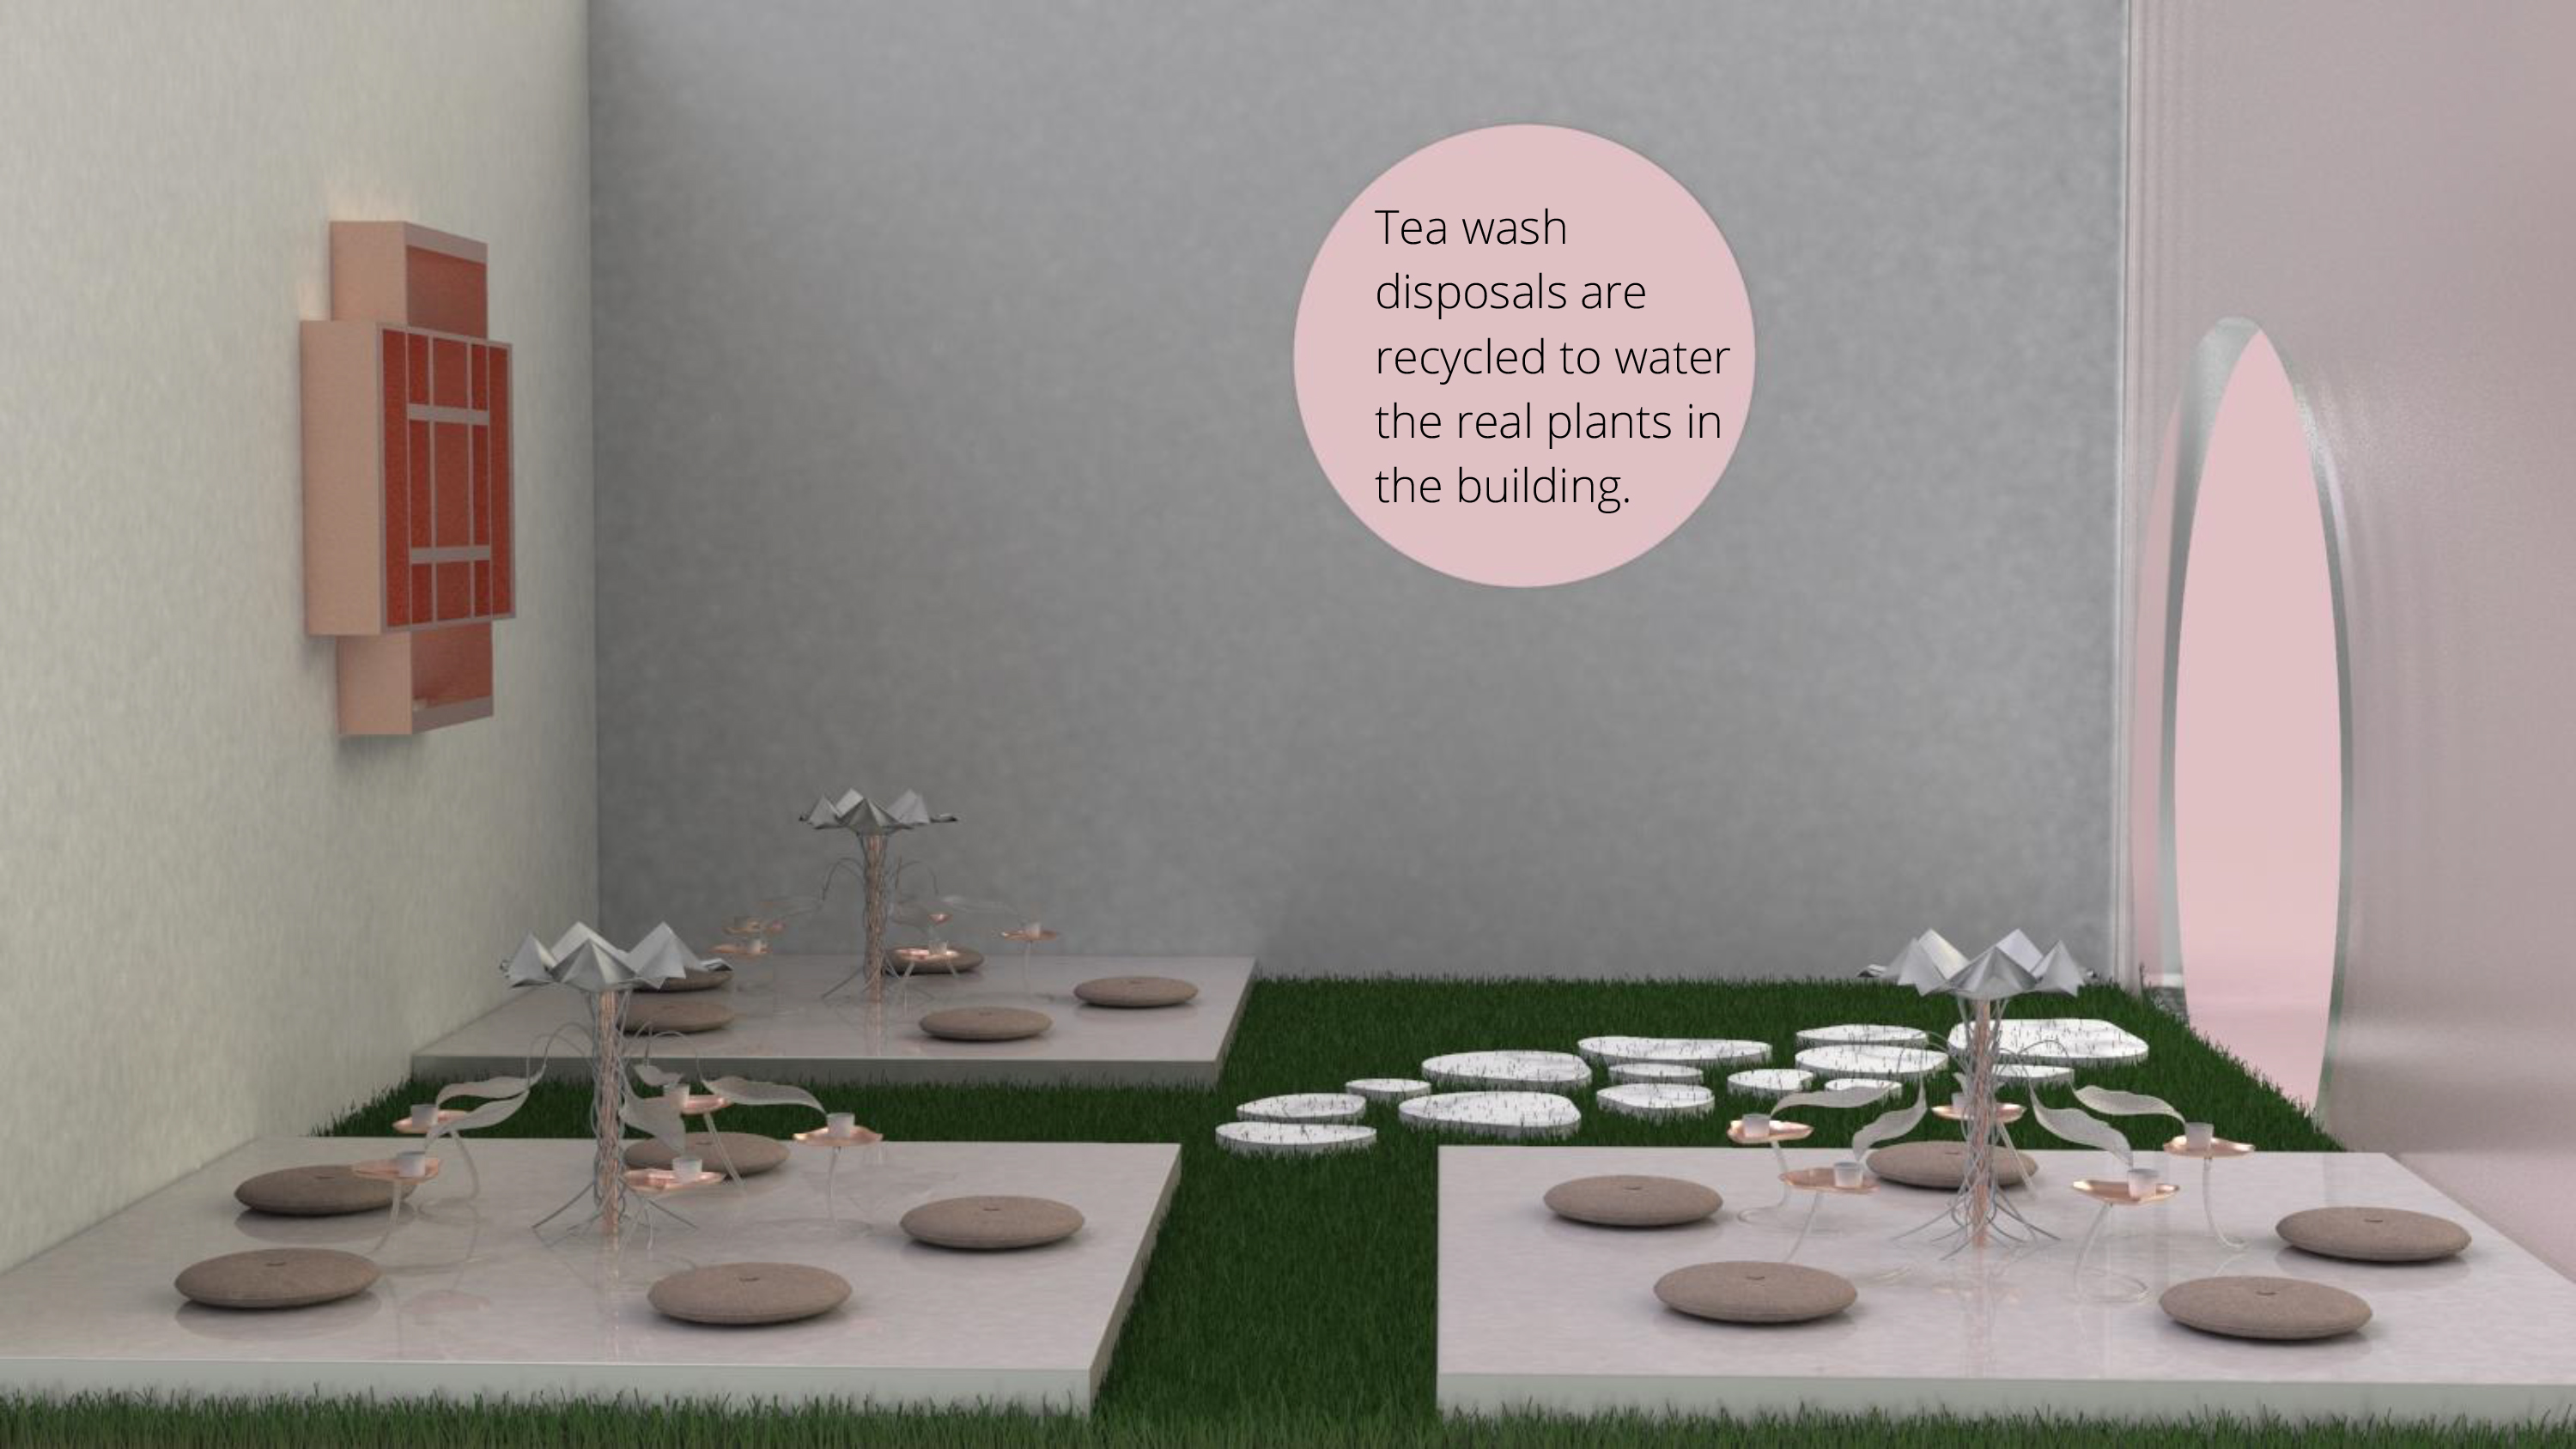 Tea wash
disposals are
recycled to water
the real plants in
the building.